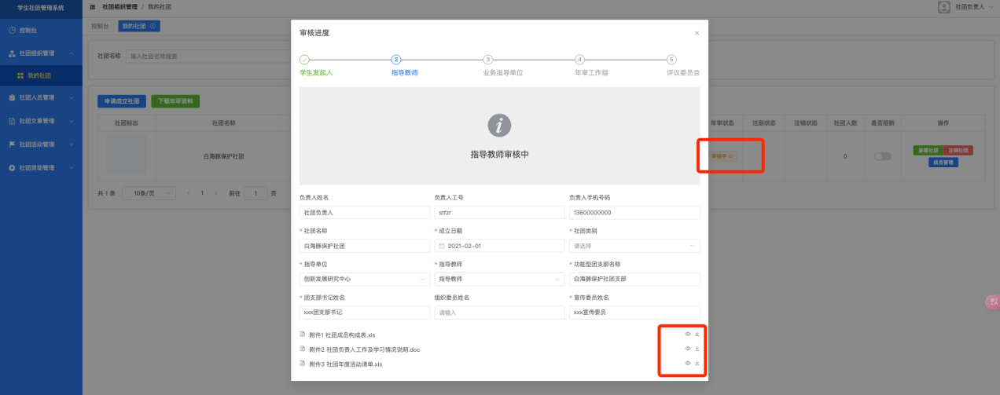 学生社团管理系统
社团组织管理 / 我的社团
社团负责人
控制台
社团组织管理
我的社团
社团人员管理
社团文章管理
社团活动管理
社团资助管理
控制台
我的社团
社团名称
输入社团名称搜索
申请成立社团
下载年审资料
社团标志
社团名称
年审状态
注册状态
注销状态
社团人数
是否招新
操作
白海豚保护社团
审核中
0
查看社团
注销社团
成员管理
共 1 条
10条/页
1
前往
1
页
审核进度
2
3
4
5
学生发起人
指导教师
业务指导单位
年审工作组
评议委员会
指导教师审核中
负责人姓名
负责人工号
负责人手机号码
社团负责人
stfzr
13600000000
* 社团名称
* 成立日期
* 社团类别
白海豚保护社团
2021-02-01
请选择
* 指导单位
* 指导教师
* 功能型团支部名称
创新发展研究中心
指导教师
白海豚保护社团支部
* 团支部书记姓名
组织委员姓名
* 宣传委员姓名
xxx团支部书记
请输入
xxx宣传委员
附件1 社团成员构成表.xls
附件2 社团负责人工作及学习情况说明.doc
附件3 社团年度活动清单.xls